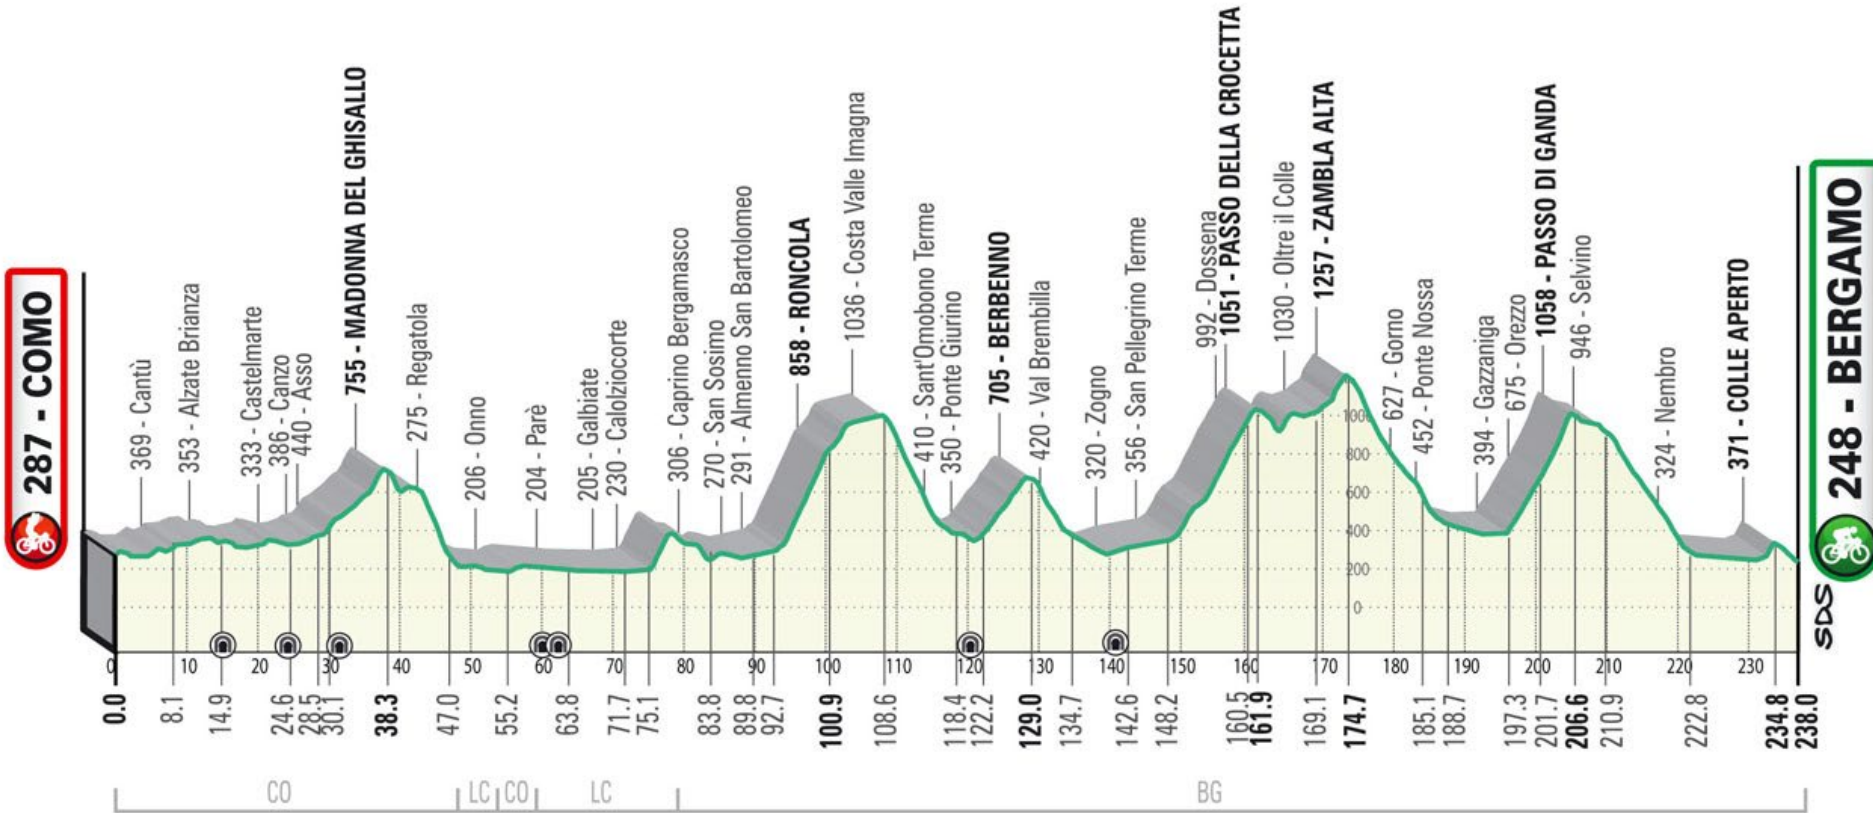 287 - COMO
369 - Cantù
353 - Alzate Brianza
333 - Castelmarte
386 - Canzo
440 - Asso
755 - MADONNA DEL GHISALLO
275 - Regatola
206 - Onno
204 - Parè
205 - Galbiate
230 - Calolziocorte
306 - Caprino Bergamasco
270 - San Sosimo
291 - Almenno San Bartolomeo
858 - RONCOLA
1036 - Costa Valle Imagna
410 - Sant'Omobono Terme
350 - Ponte Giurino
705 - BERBENNO
420 - Val Brembilla
320 - Zogno
356 - San Pellegrino Terme
992 - Dossena
1051 - PASSO DELLA CROCETTA
1030 - Oltre il Colle
1257 - ZAMBLA ALTA
627 - Gorno
452 - Ponte Nossa
394 - Gazzaniga
675 - Orezzo
1058 - PASSO DI GANDA
946 - Selvino
324 - Nembro
371 - COLLE APERTO
248 - BERGAMO
1000
800
600
400
200
0
SDS
0 10 20 30 40 50 60 70 80 90 100 110 120 130 140 150 160 170 180 190 200 210 220 230
0.0 8.1 14.9 24.6 28.5 30.1 38.3 47.0 55.2 63.8 71.7 75.1 83.8 89.8 92.7 100.9 108.6 118.4 122.2 129.0 134.7 142.6 148.2 160.5 161.9 169.1 174.7 185.1 188.7 197.3 201.7 206.6 210.9 222.8 234.8 238.0
CO LC CO LC BG